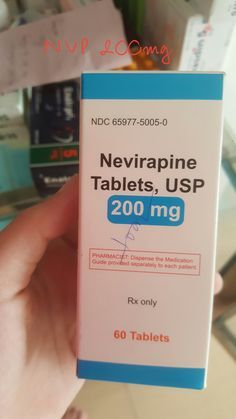 NVP 200mg
NDC 65977-5005-0
Nevirapine
Tablets, USP
200 mg
PHARMACIST: Dispense the Medication
Guide provided separately to each patient.
Rx only
60 Tablets